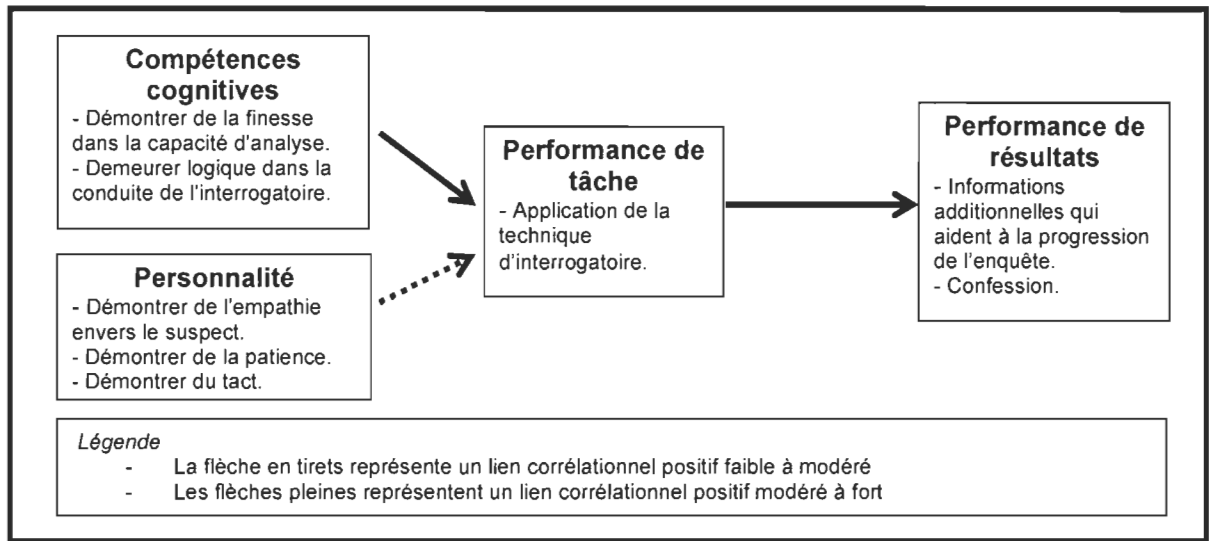 Compétences
cognitives
- Démontrer de la finesse
dans la capacité d'analyse.
- Demeurer logique dans la
conduite de l'interrogatoire.
Personnalité
- Démontrer de l'empathie
envers le suspect.
- Démontrer de la patience.
- Démontrer du tact.
Performance de
tâche
- Application de la
technique
d'interrogatoire.
Performance de
résultats
- Informations
additionnelles qui
aident à la progression
de l'enquête.
- Confession.
Légende
- La flèche en tirets représente un lien corrélationnel positif faible à modéré
- Les flèches pleines représentent un lien corrélationnel positif modéré à fort